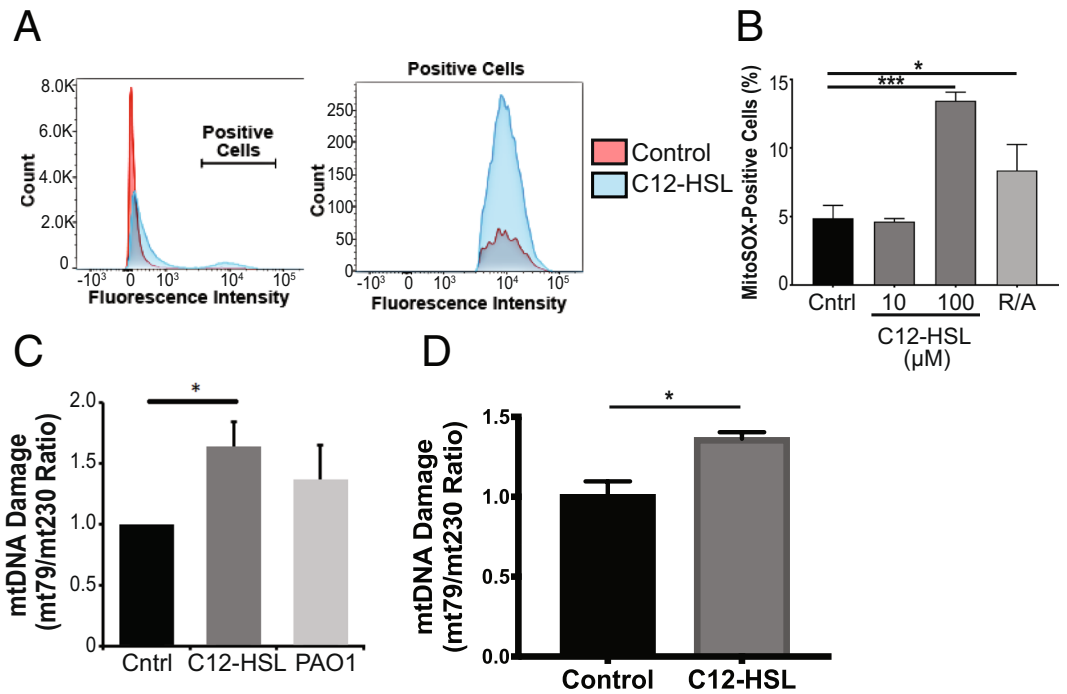 A
8.0K
6.0K
4.0K
2.0K
0
Count
Positive
Cells
-10³ 0 10³ 10⁴ 10⁵
Fluorescence Intensity
Positive Cells
250
200
150
100
50
0
Count
-10³ 0 10³ 10⁴ 10⁵
Fluorescence Intensity
Control
C12-HSL
B
MitoSOX-Positive Cells (%)
15
10
5
0
*
***
Cntrl 10 100 R/A
C12-HSL
(µM)
C
mtDNA Damage
(mt79/mt230 Ratio)
2.0
1.5
1.0
0.5
0
*
Cntrl C12-HSL PAO1
D
mtDNA Damage
(mt79/mt230 Ratio)
1.5
1.0
0.5
0.0
*
Control C12-HSL